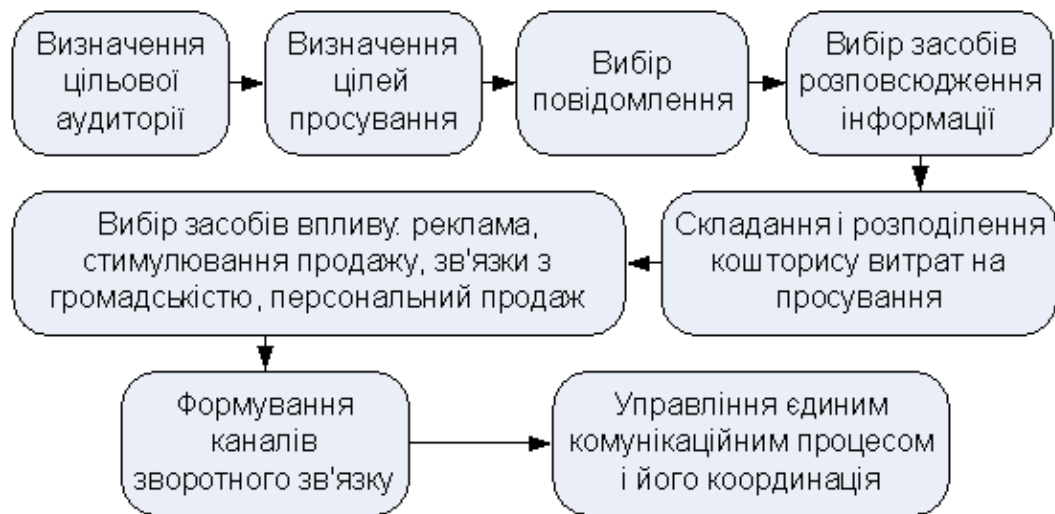 Визначення
цільової
аудиторії
Визначення
цілей
просування
Вибір
повідомлення
Вибір засобів
розповсюдження
інформації
Вибір засобів впливу: реклама,
стимулювання продажу, зв'язки з
громадськістю, персональний продаж
Складання і розподілення
кошторису витрат на
просування
Формування
каналів
зворотного зв'язку
Управління єдиним
комунікаційним процесом
і його координація